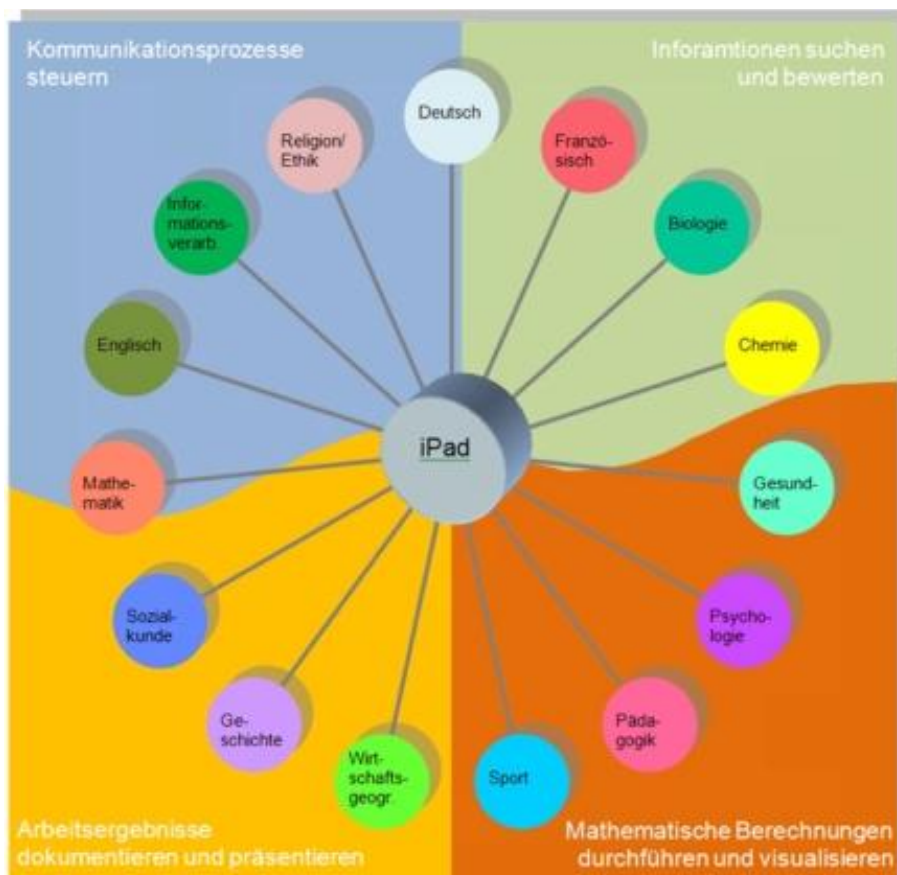 Kommunikationsprozesse
steuern
Inforamtionen suchen
und bewerten
Deutsch
Religion/
Ethik
Franzö-
sisch
Infor-
mations-
verarb.
Biologie
Englisch
Chemie
iPad
Mathe-
matik
Gesund-
heit
Sozial-
kunde
Psycho-
logie
Ge-
schichte
Päda-
gogik
Wirt-
schafts-
geogr.
Sport
Arbeitsergebnisse
dokumentieren und präsentieren
Mathematische Berechnungen
durchführen und visualisieren